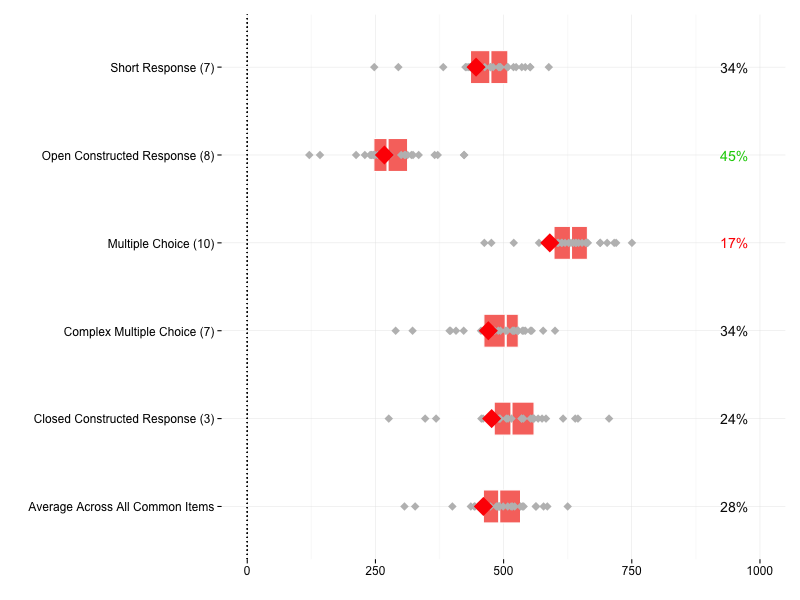 Short Response (7) 34%
Open Constructed Response (8) 45%
Multiple Choice (10) 17%
Complex Multiple Choice (7) 34%
Closed Constructed Response (3) 24%
Average Across All Common Items 28%
0 250 500 750 1000